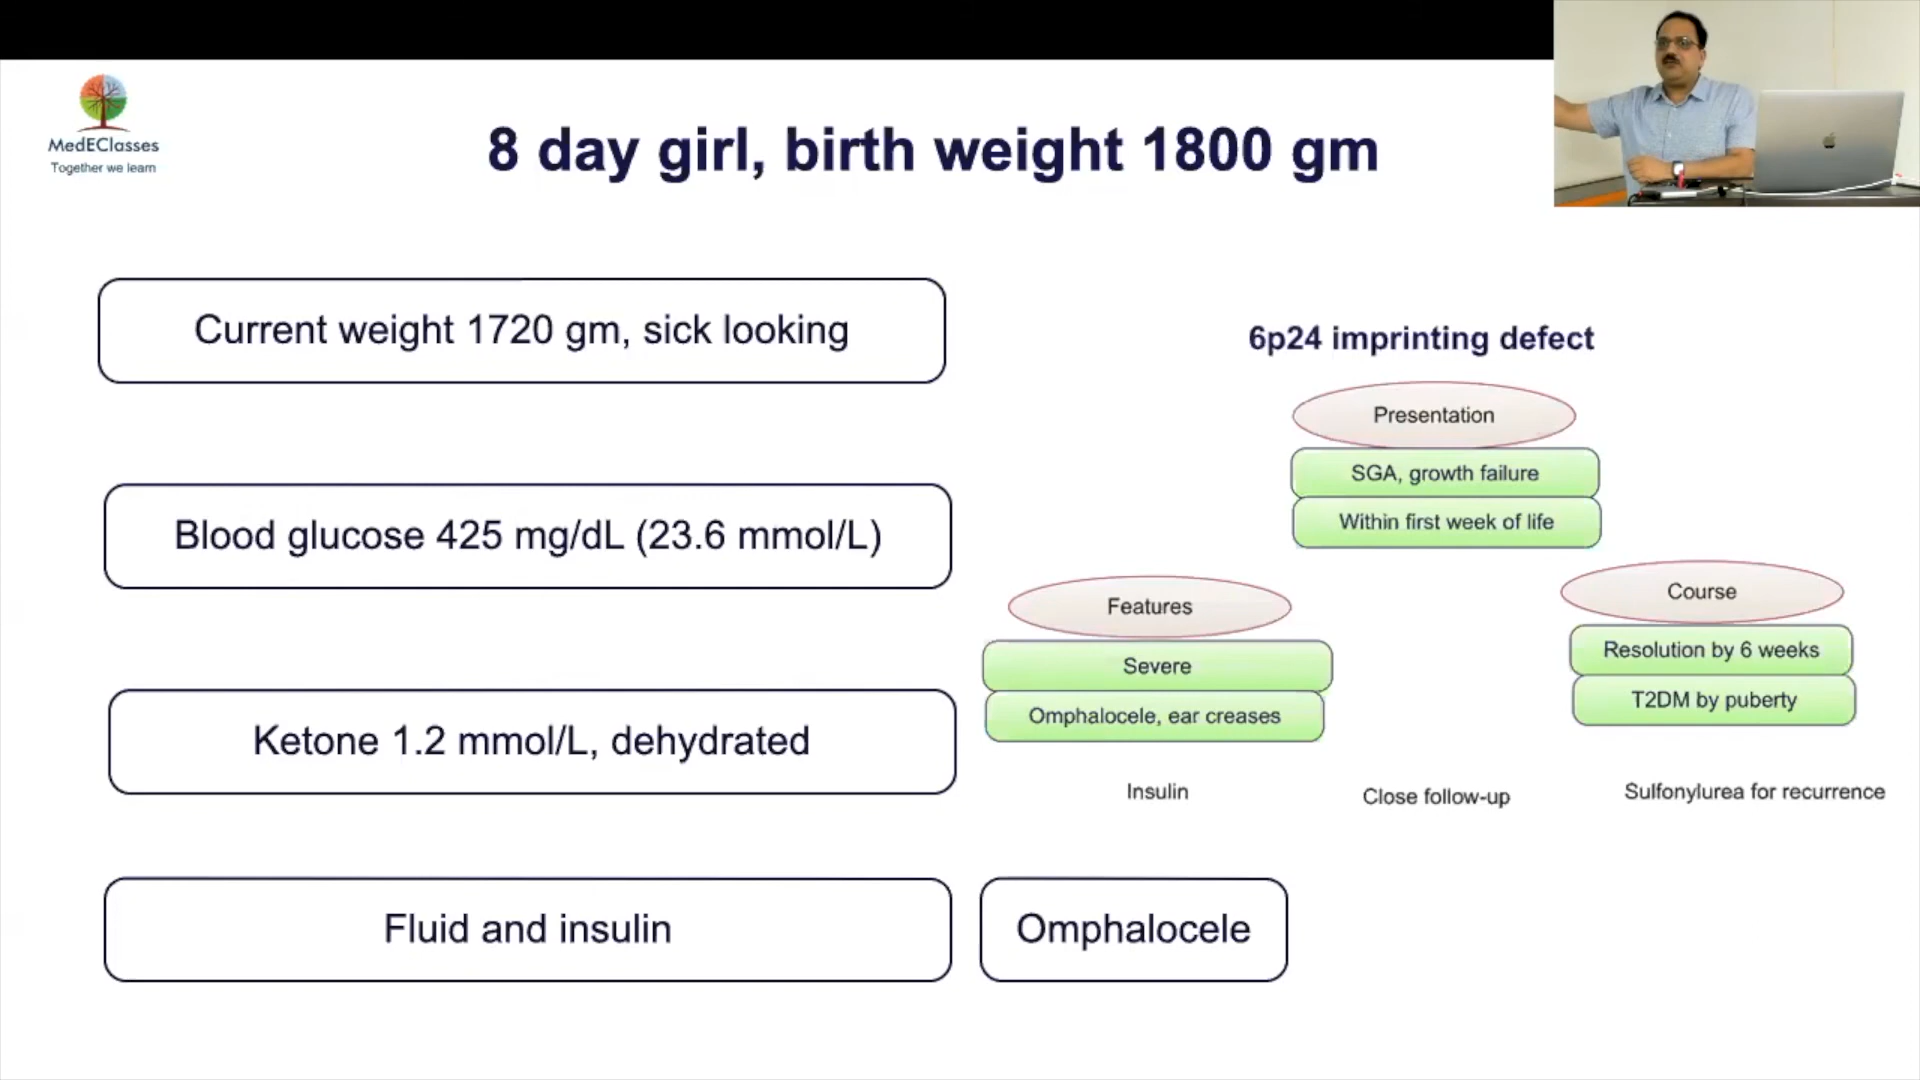 MedEClasses
Together we learn
8 day girl, birth weight 1800 gm
Current weight 1720 gm, sick looking
Blood glucose 425 mg/dL (23.6 mmol/L)
Ketone 1.2 mmol/L, dehydrated
Fluid and insulin
Omphalocele
6p24 imprinting defect
Presentation
SGA, growth failure
Within first week of life
Features
Severe
Omphalocele, ear creases
Course
Resolution by 6 weeks
T2DM by puberty
Insulin
Close follow-up
Sulfonylurea for recurrence